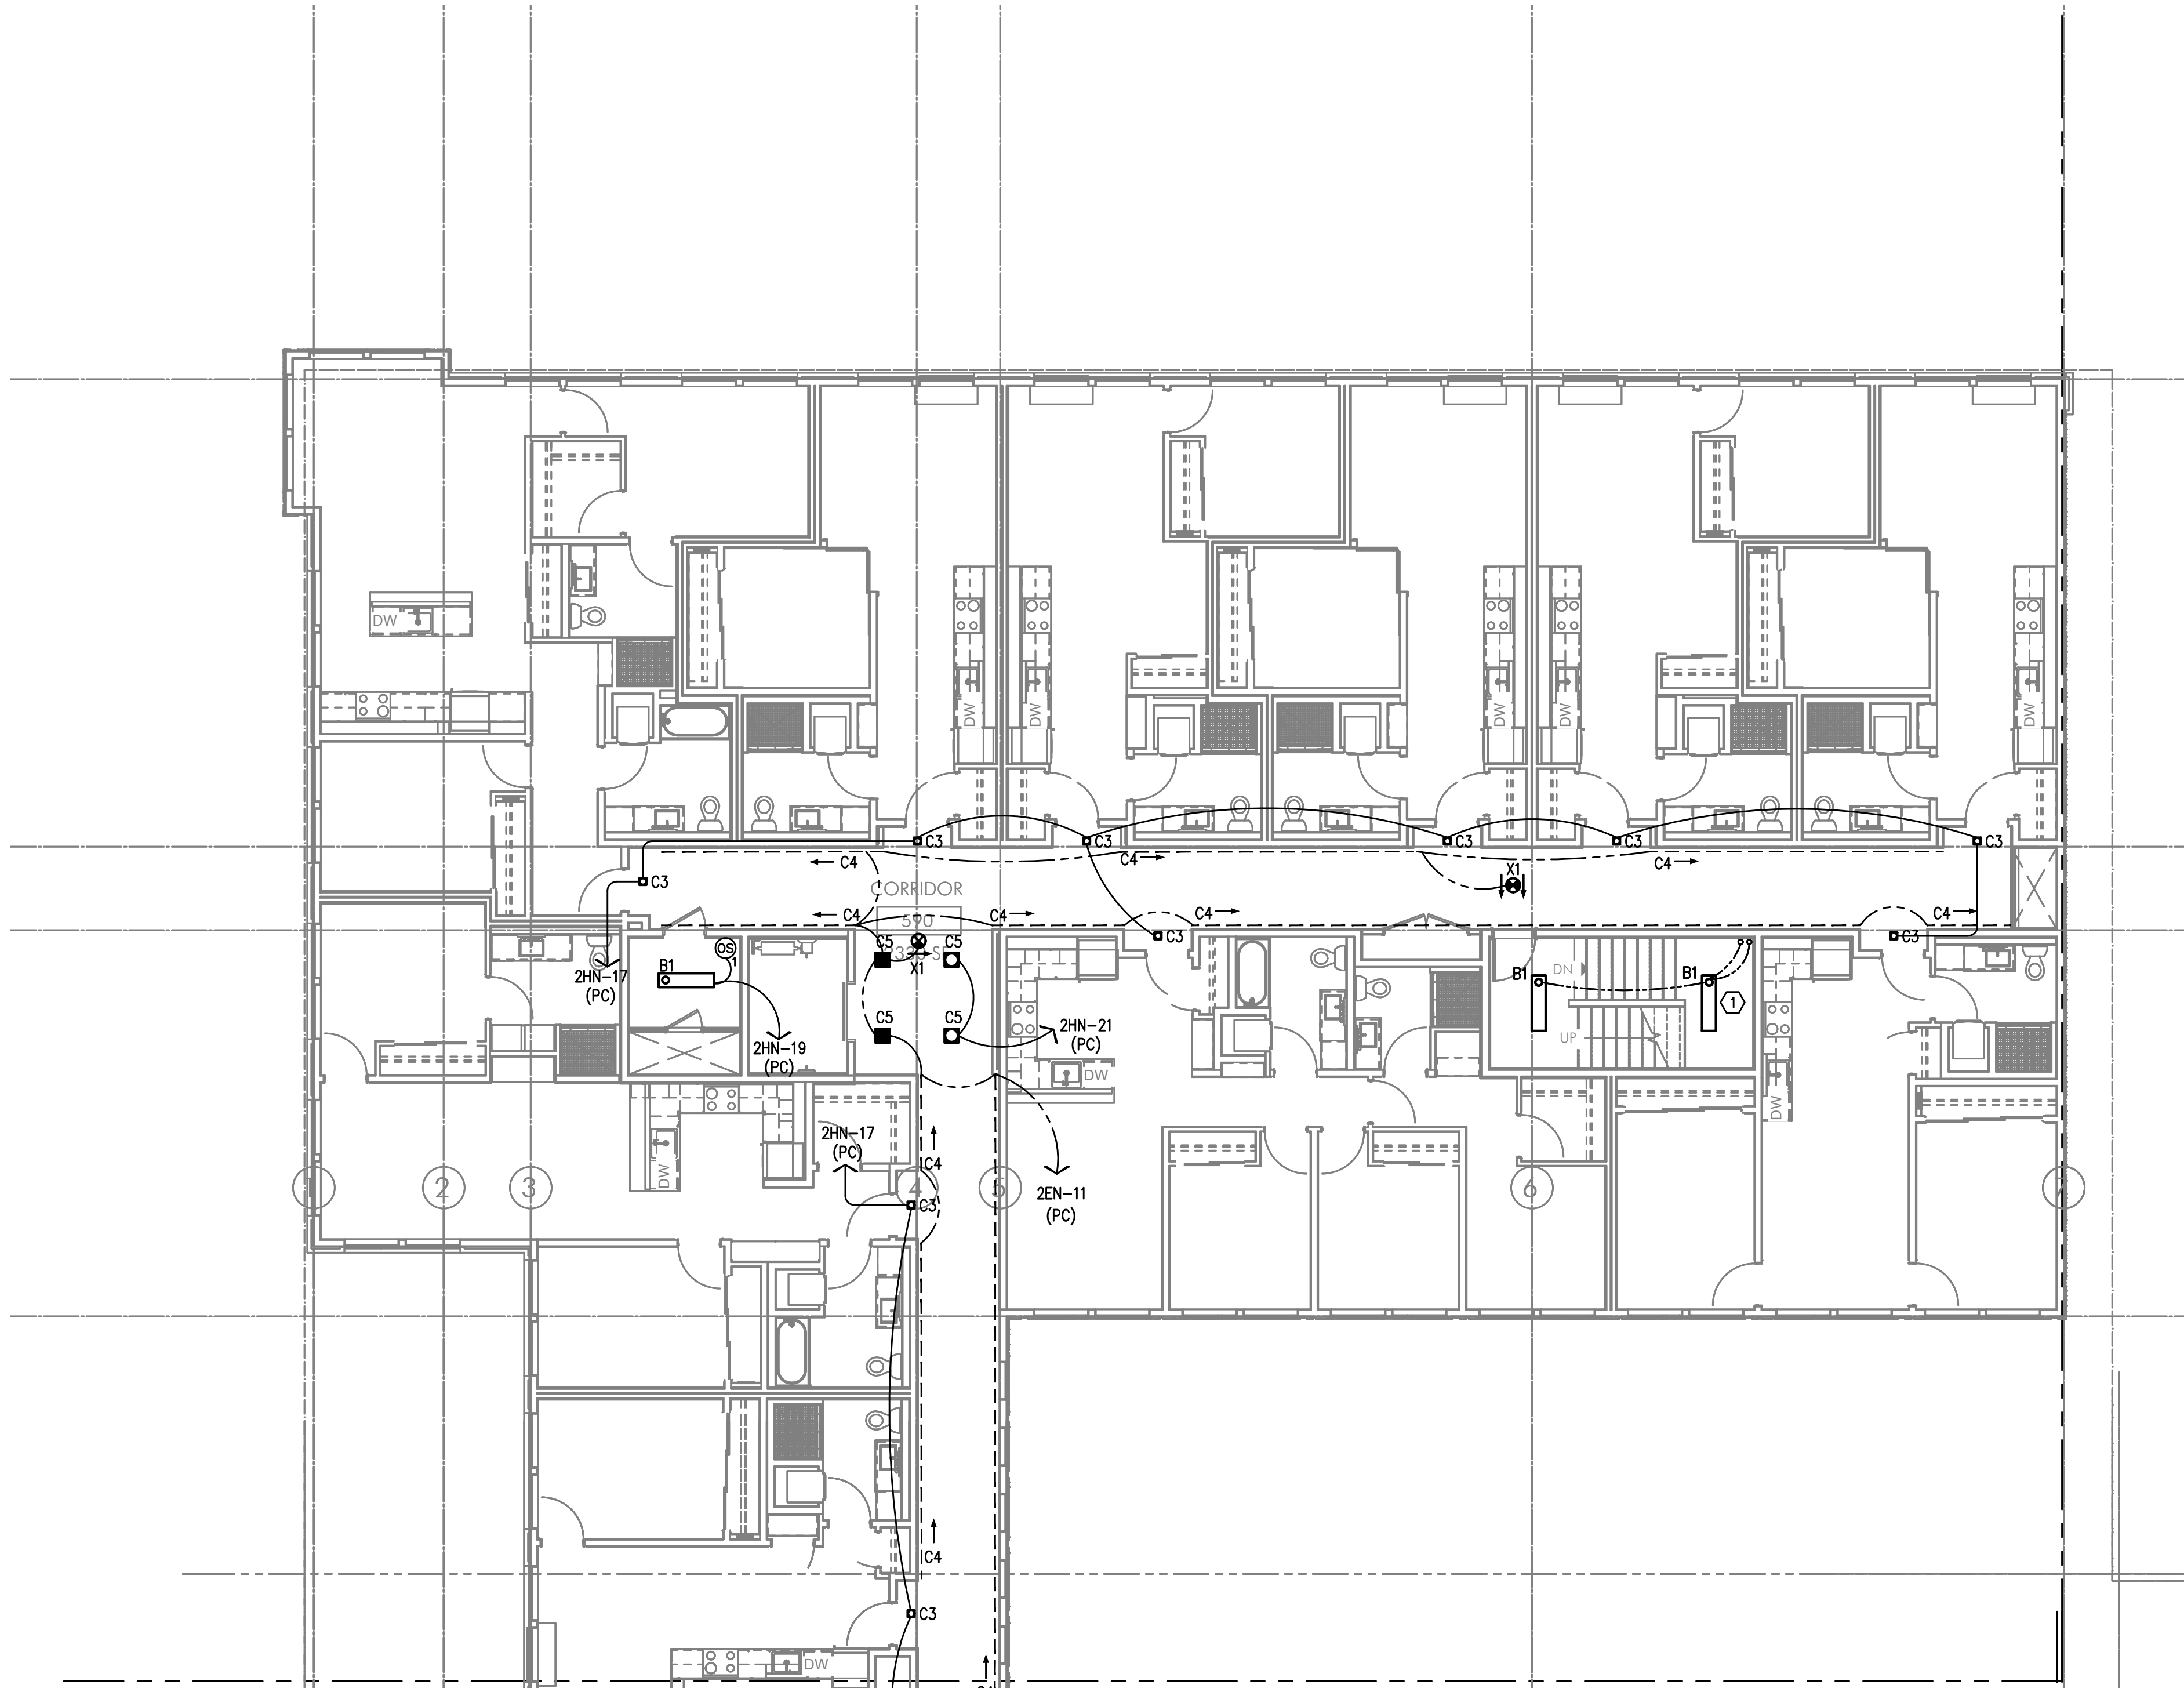 DW
DW
DW
DW
DW
DW
C3
C3
C3
C3
C3
C4
C4
C4
X1
C3
CORRIDOR
590
C4
C4
C4
C4
C3
C3
C5
C5
X1
OS
1
B1
2HN-17
(PC)
2HN-19
(PC)
C5
C5
2HN-21
(PC)
DW
B1
DN
UP
B1
1
DW
2HN-17
(PC)
DW
C4
2EN-11
(PC)
1
2
3
4
5
6
7
C3
C4
C3
DW